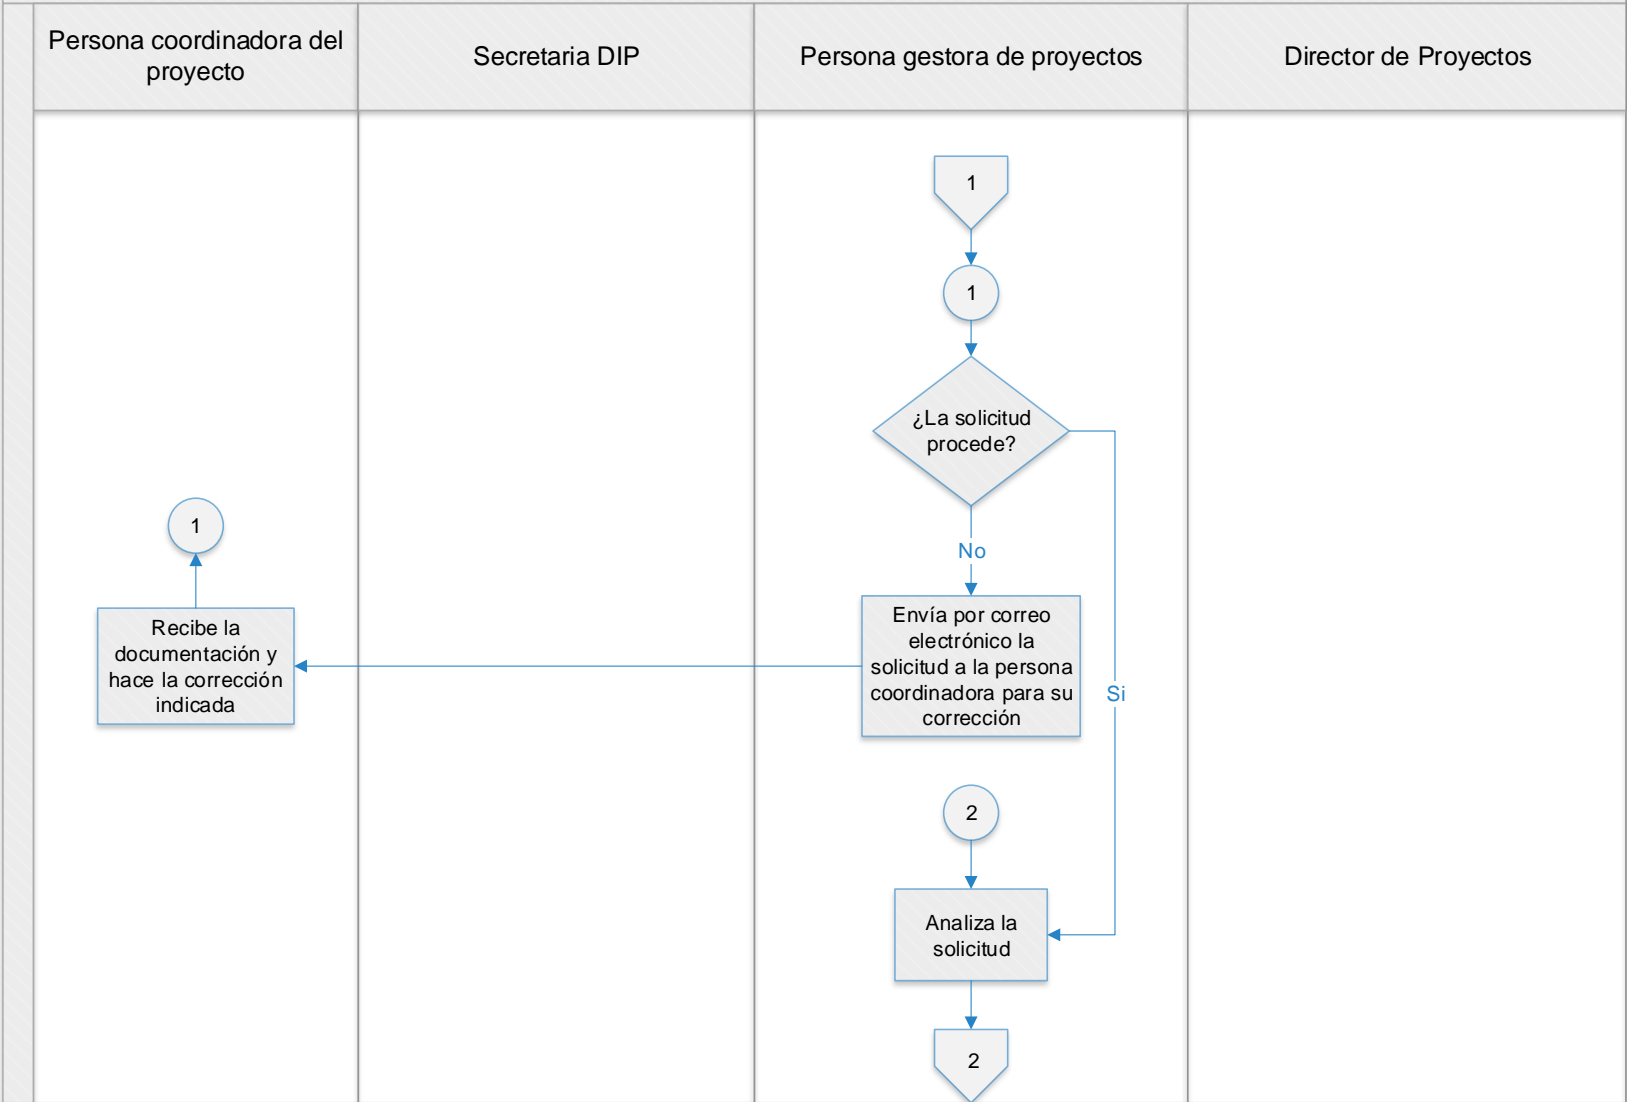 Persona coordinadora del
proyecto
Secretaria DIP
Persona gestora de proyectos
Director de Proyectos
1
1
¿La solicitud
procede?
No
Si
1
Recibe la
documentación y
hace la corrección
indicada
Envía por correo
electrónico la
solicitud a la persona
coordinadora para su
corrección
2
Analiza la
solicitud
2